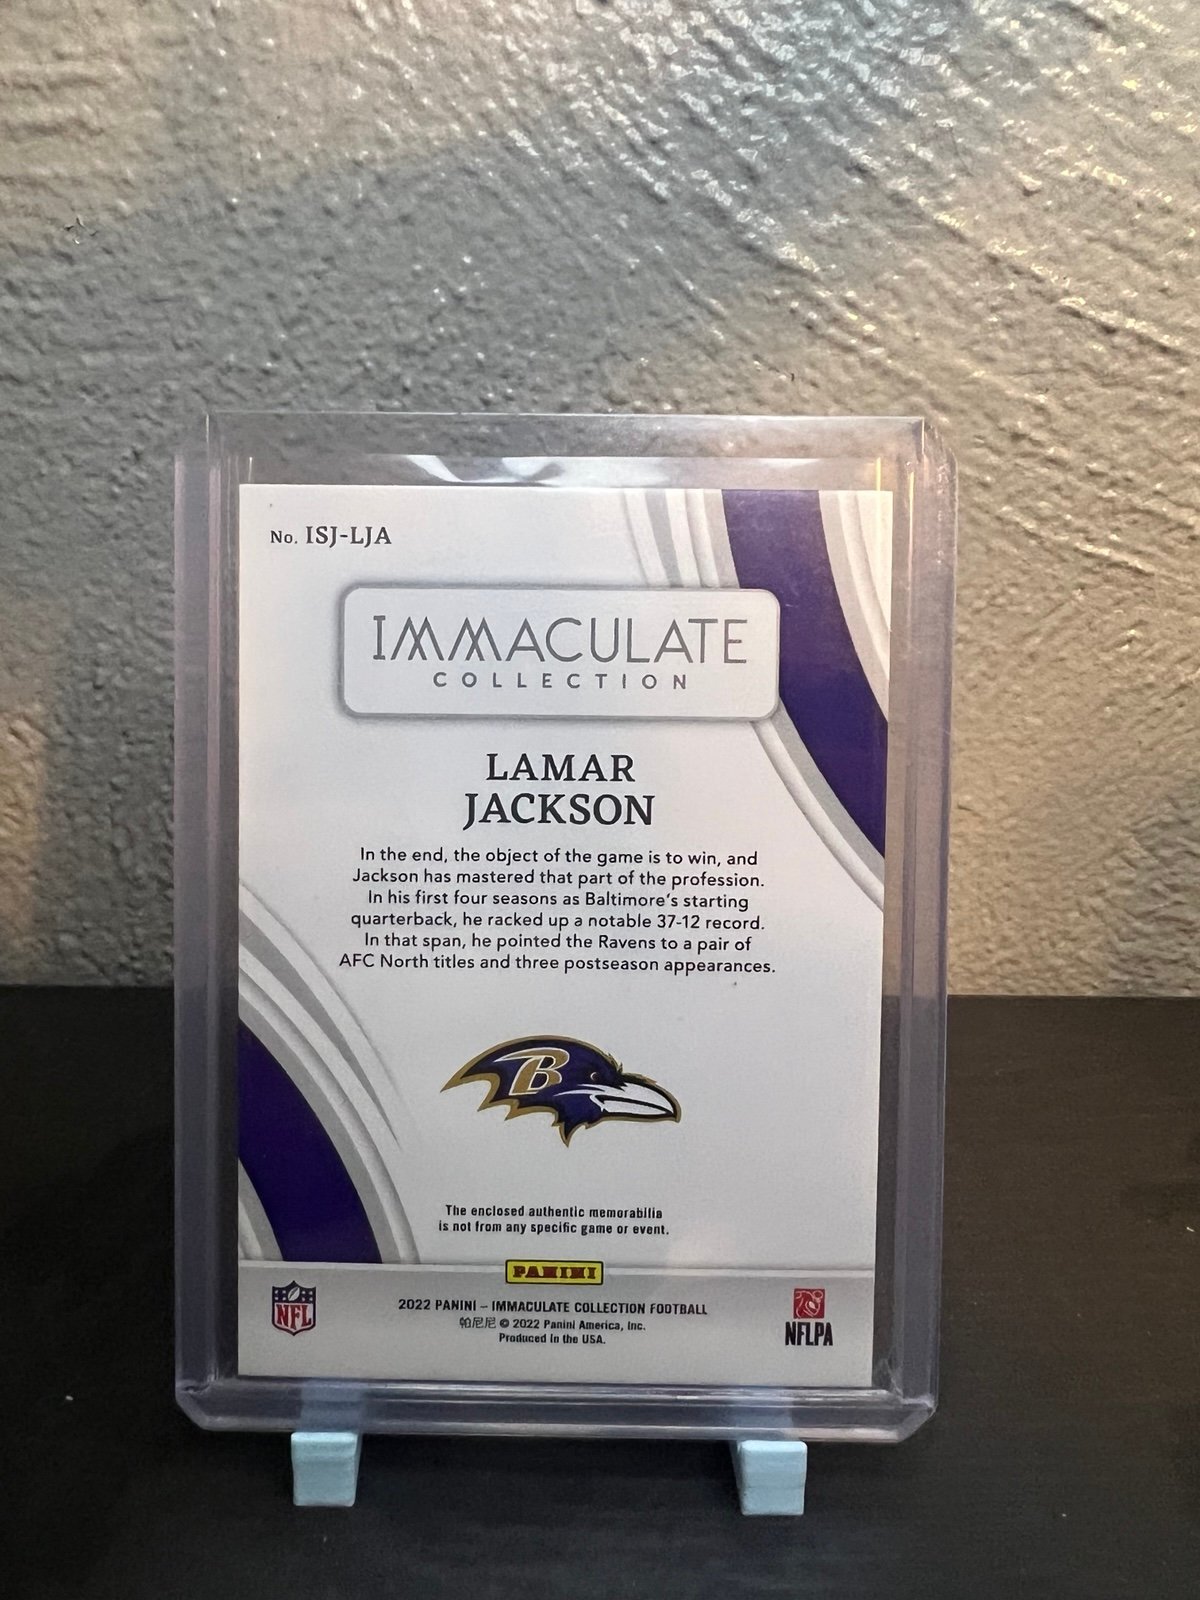 No. ISJ-LJA
IMMACULATE
COLLECTION
LAMAR
JACKSON
In the end, the object of the game is to win, and
Jackson has mastered that part of the profession.
In his first four seasons as Baltimore's starting
quarterback, he racked up a notable 37-12 record.
In that span, he pointed the Ravens to a pair of
AFC North titles and three postseason appearances.
B
The enclosed authentic memorabilia
is not from any specific game or event.
PANINI
NFL
2022 PANINI – IMMACULATE COLLECTION FOOTBALL
帕尼尼 © 2022 Panini America, Inc.
Produced in the USA.
NFLPA